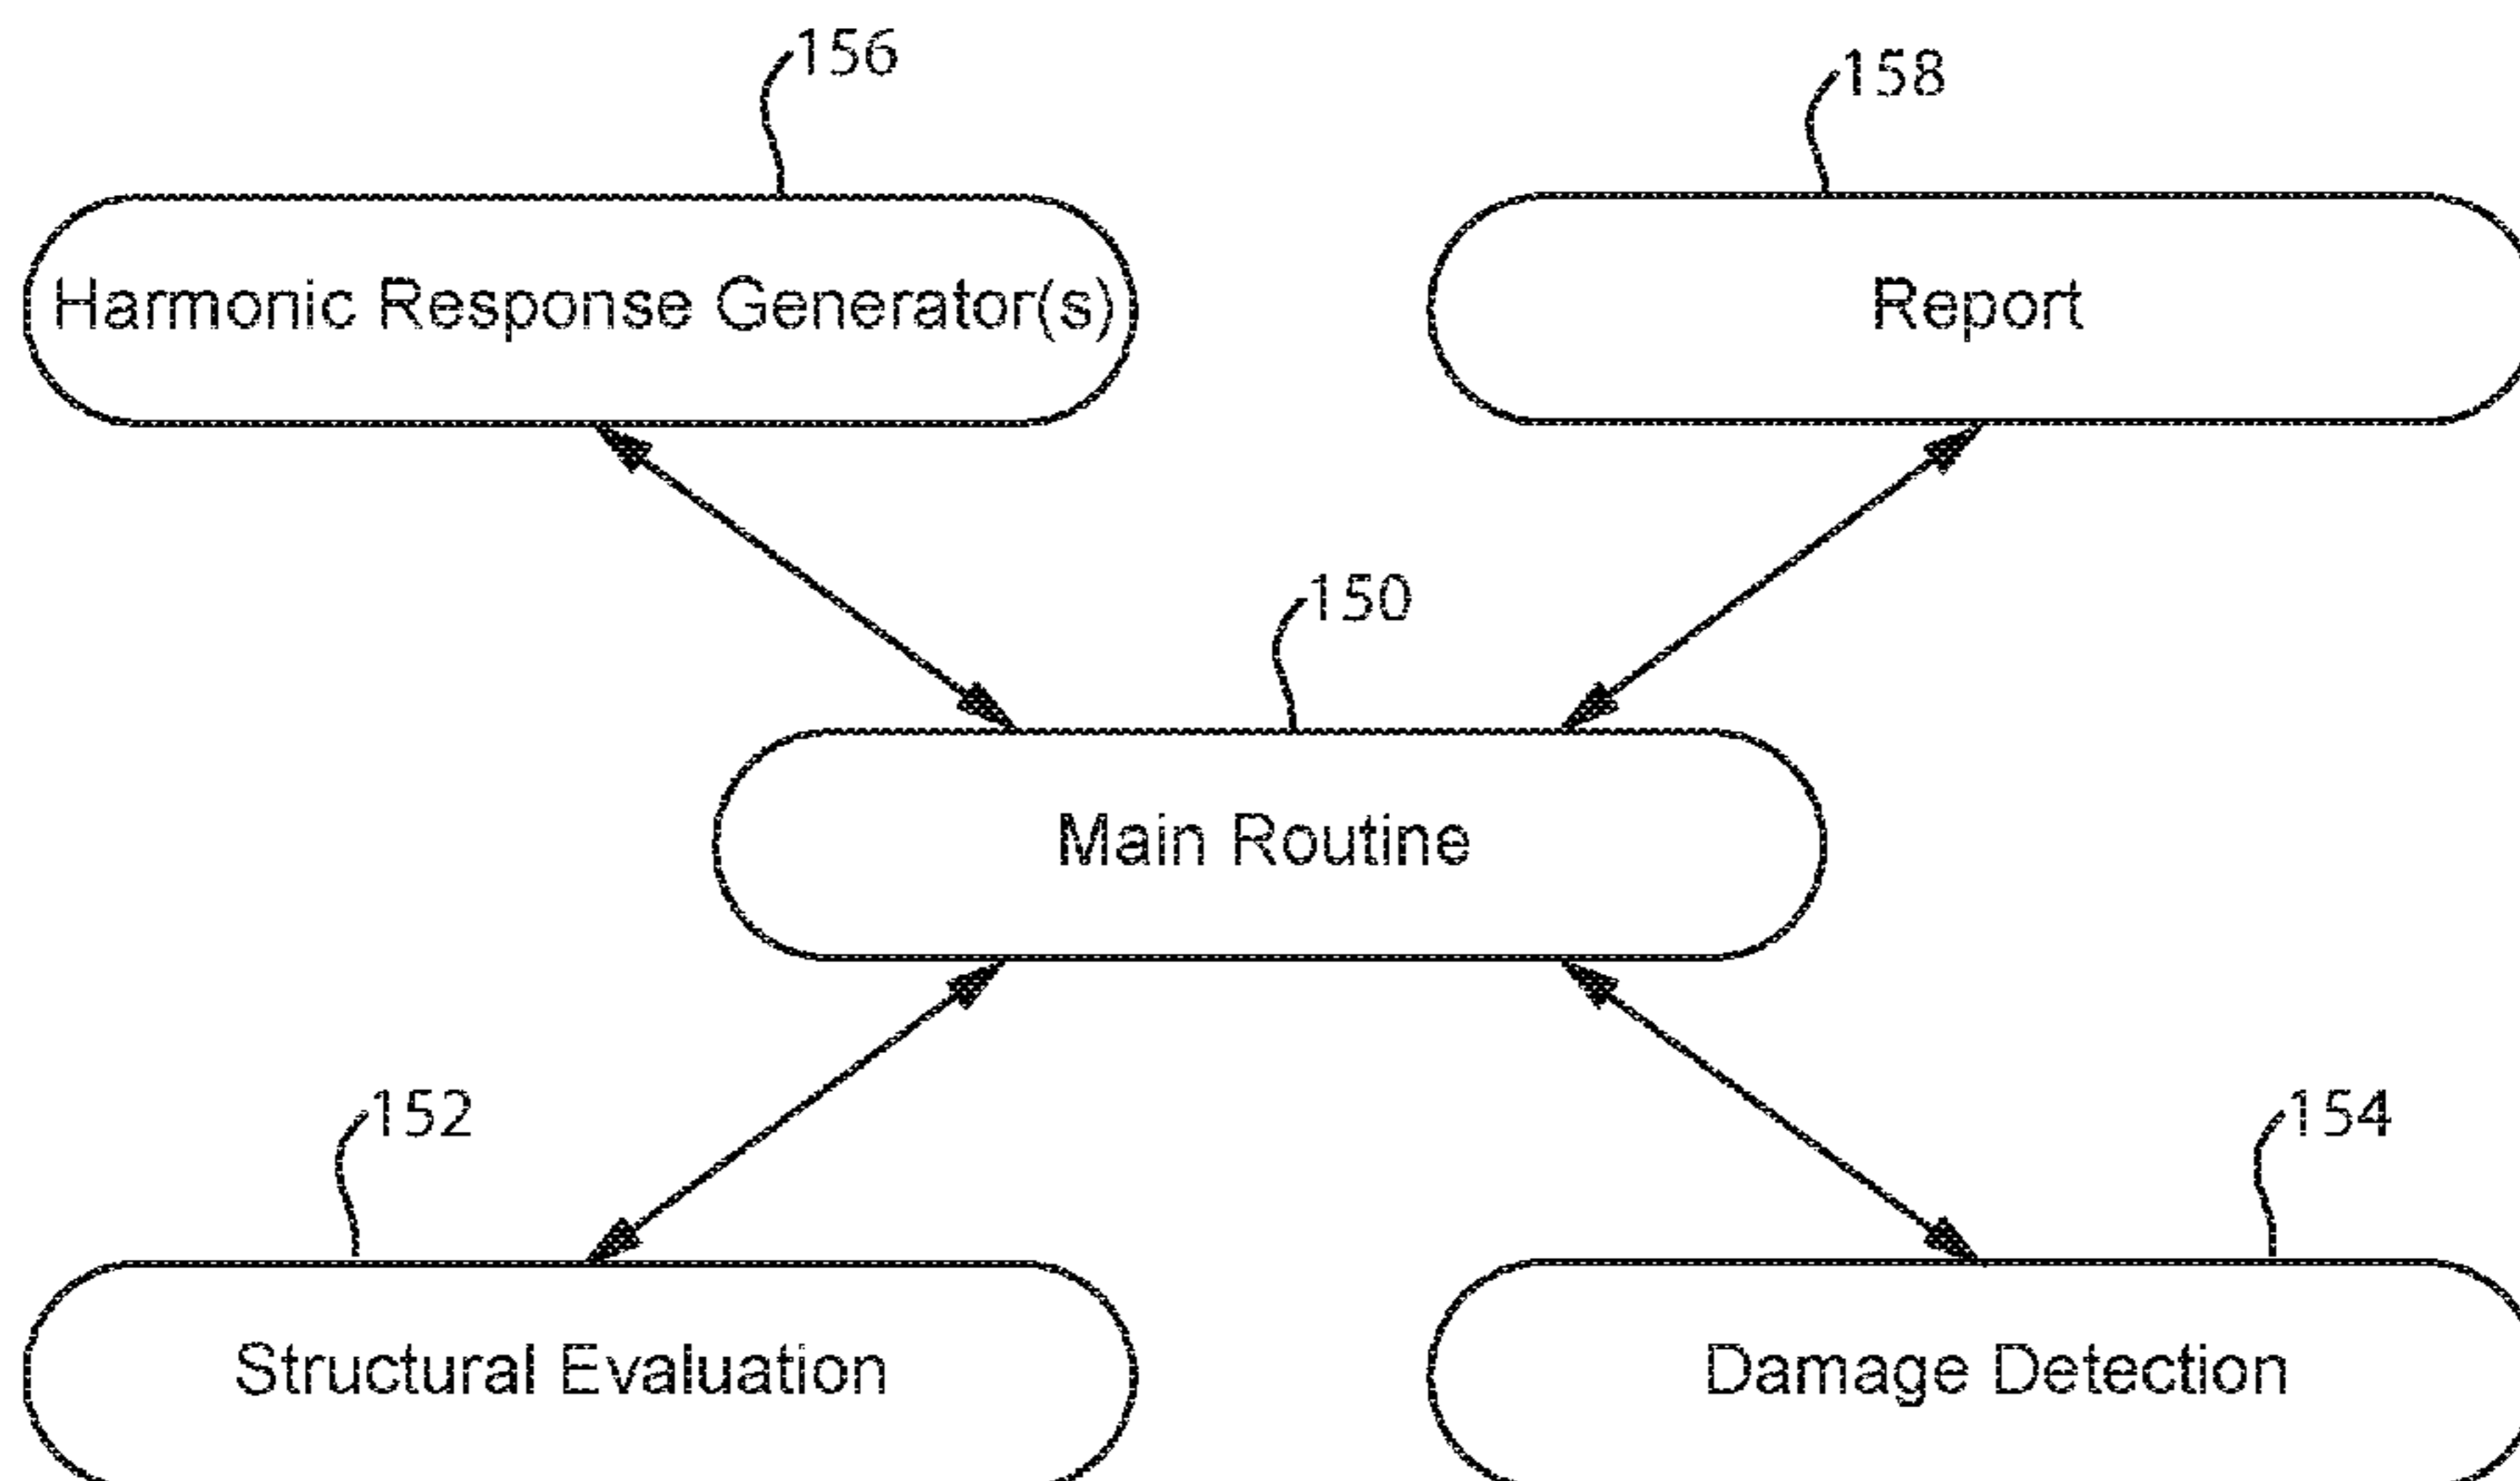 156
158
Harmonic Response Generator(s)
Report
150
Main Routine
152
154
Structural Evaluation
Damage Detection